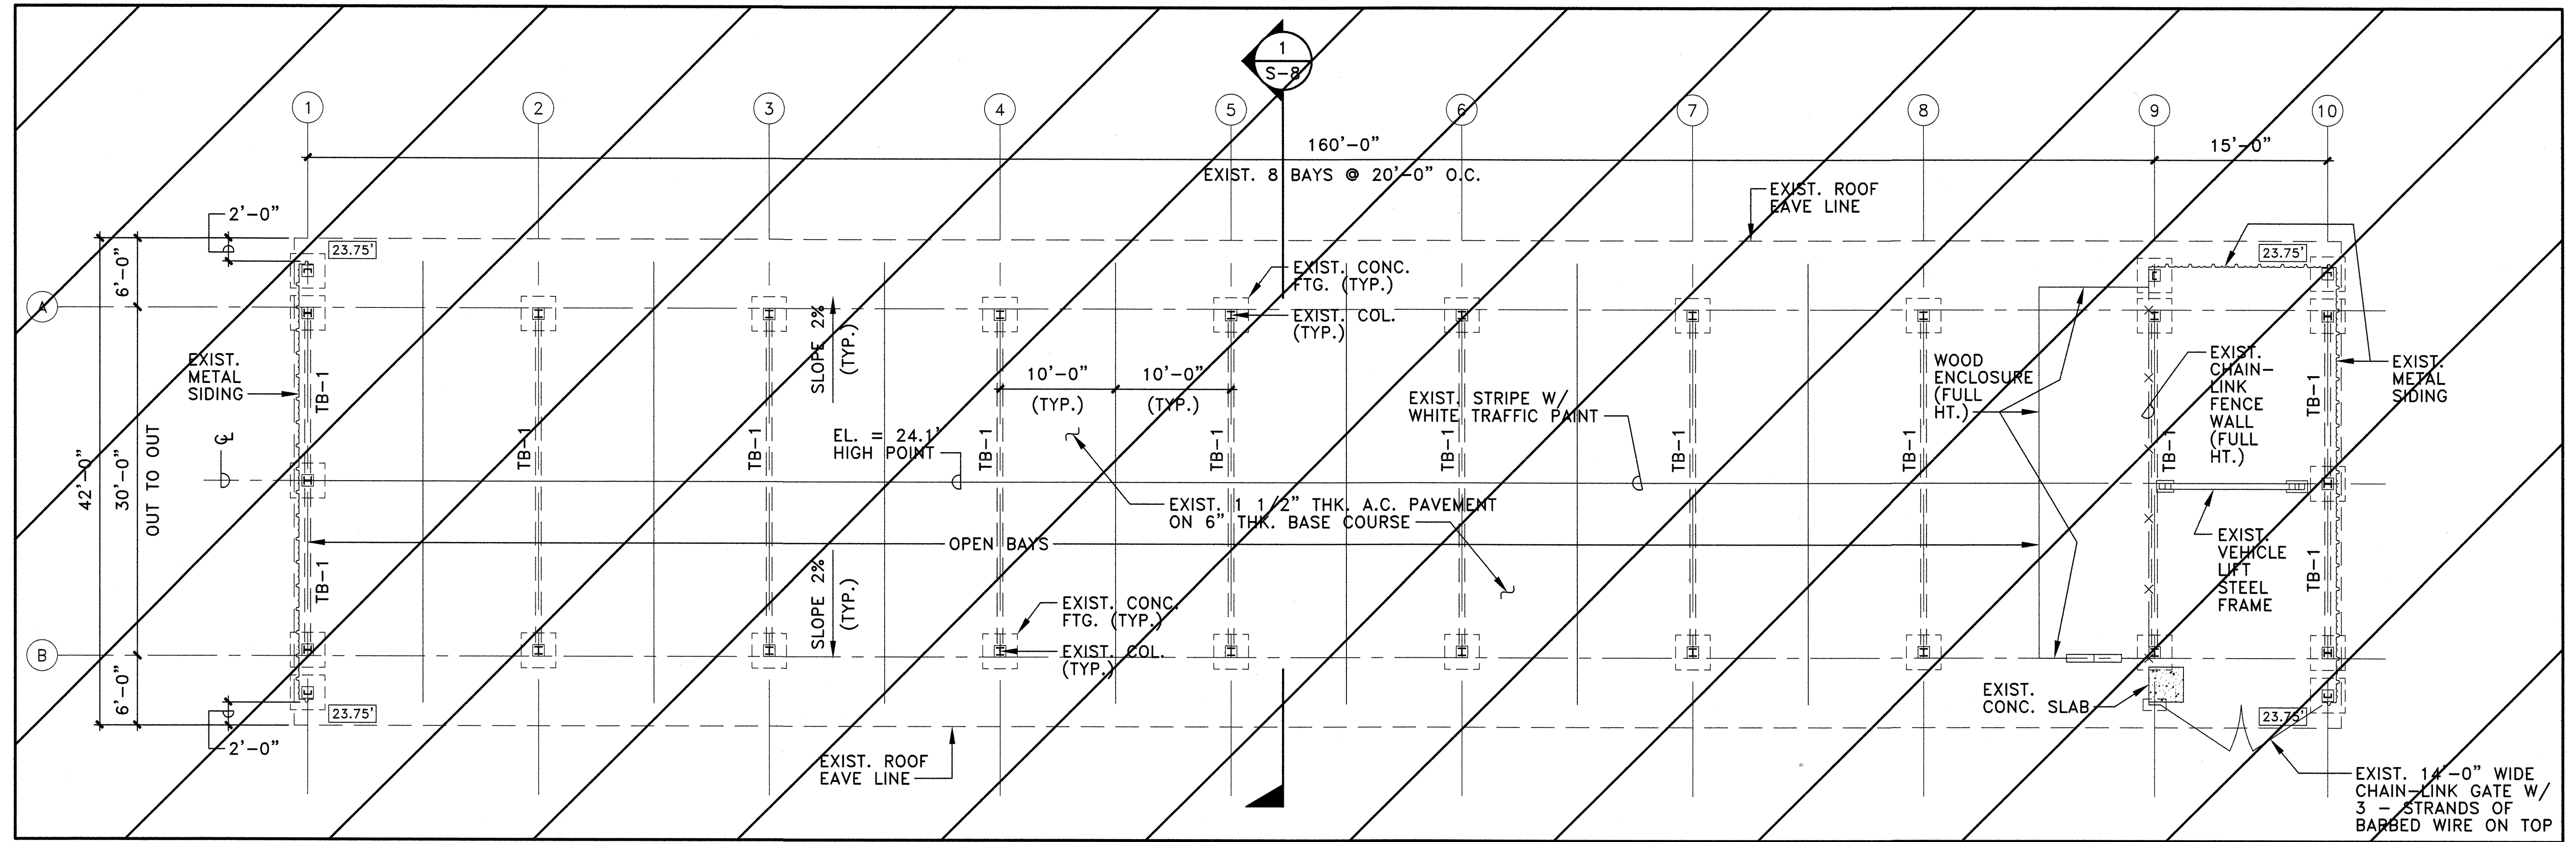 1
S-8
1
2
3
4
5
6
7
8
9
10
160'-0"
15'-0"
EXIST. 8 BAYS @ 20'-0" O.C.
EXIST. ROOF
EAVE LINE
2'-0"
23.75'
23.75'
6'-0"
A
EXIST. CONC.
FTG. (TYP.)
EXIST. COL.
(TYP.)
SLOPE 2%
(TYP.)
EXIST.
METAL
SIDING
TB-1
10'-0"
(TYP.)
10'-0"
(TYP.)
EXIST. STRIPE W/
WHITE TRAFFIC PAINT
WOOD
ENCLOSURE
(FULL
HT.)
EXIST.
CHAIN-
LINK
FENCE
WALL
(FULL
HT.)
TB-1
EXIST.
METAL
SIDING
42'-0"
30'-0"
OUT TO OUT
CL
EL. = 24.1'
HIGH POINT
TB-1
TB-1
TB-1
TB-1
TB-1
TB-1
TB-1
TB-1
EXIST. 1 1/2" THK. A.C. PAVEMENT
ON 6" THK. BASE COURSE
OPEN BAYS
EXIST.
VEHICLE
LIFT
STEEL
FRAME
TB-1
TB-1
SLOPE 2%
(TYP.)
EXIST. CONC.
FTG. (TYP.)
EXIST. COL.
(TYP.)
B
6'-0"
2'-0"
23.75'
23.75'
EXIST.
CONC. SLAB
EXIST. ROOF
EAVE LINE
EXIST. 14'-0" WIDE
CHAIN-LINK GATE W/
3 - STRANDS OF
BARBED WIRE ON TOP